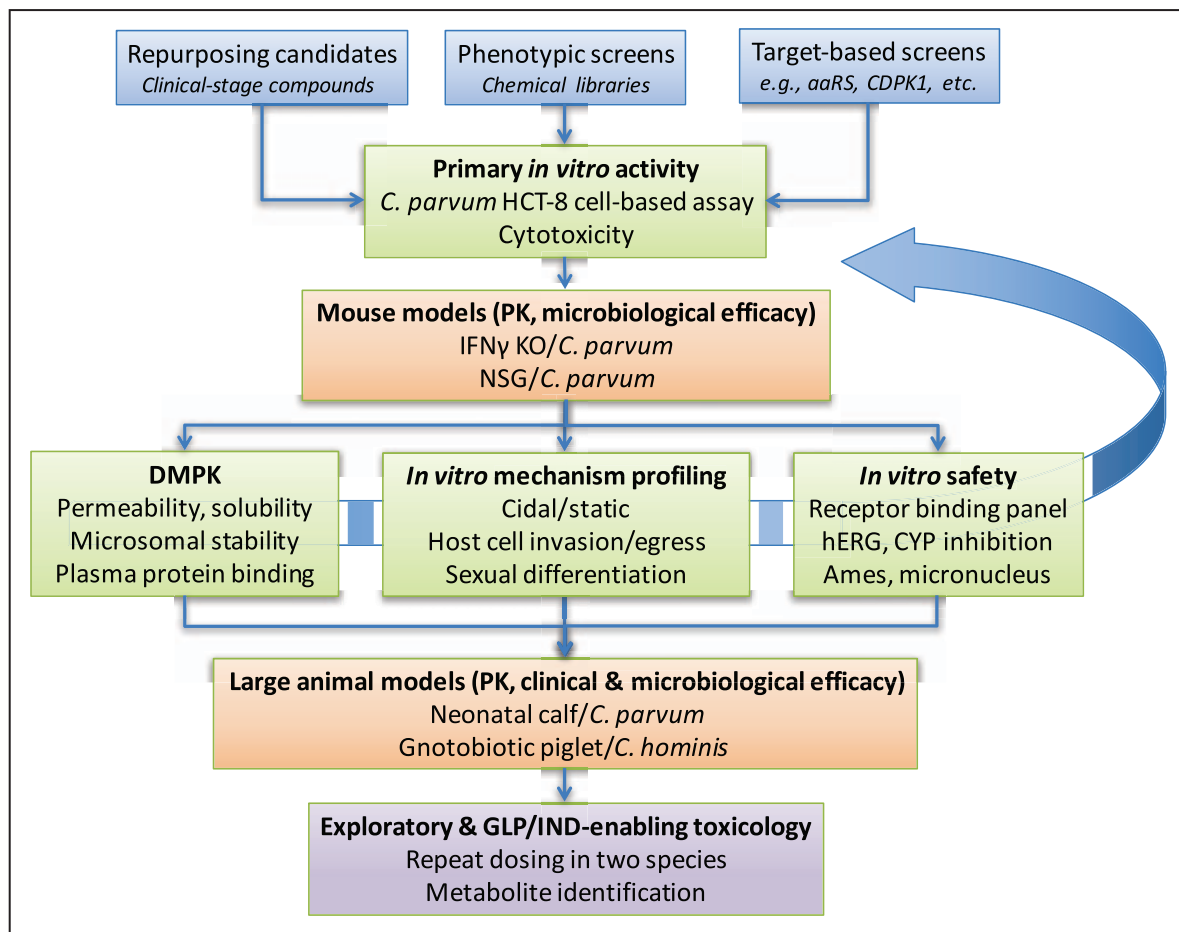 Repurposing candidates
Clinical-stage compounds
Phenotypic screens
Chemical libraries
Target-based screens
e.g., aaRS, CDPK1, etc.
Primary in vitro activity
C. parvum HCT-8 cell-based assay
Cytotoxicity
Mouse models (PK, microbiological efficacy)
IFNγ KO/C. parvum
NSG/C. parvum
DMPK
Permeability, solubility
Microsomal stability
Plasma protein binding
In vitro mechanism profiling
Cidal/static
Host cell invasion/egress
Sexual differentiation
In vitro safety
Receptor binding panel
hERG, CYP inhibition
Ames, micronucleus
Large animal models (PK, clinical & microbiological efficacy)
Neonatal calf/C. parvum
Gnotobiotic piglet/C. hominis
Exploratory & GLP/IND-enabling toxicology
Repeat dosing in two species
Metabolite identification